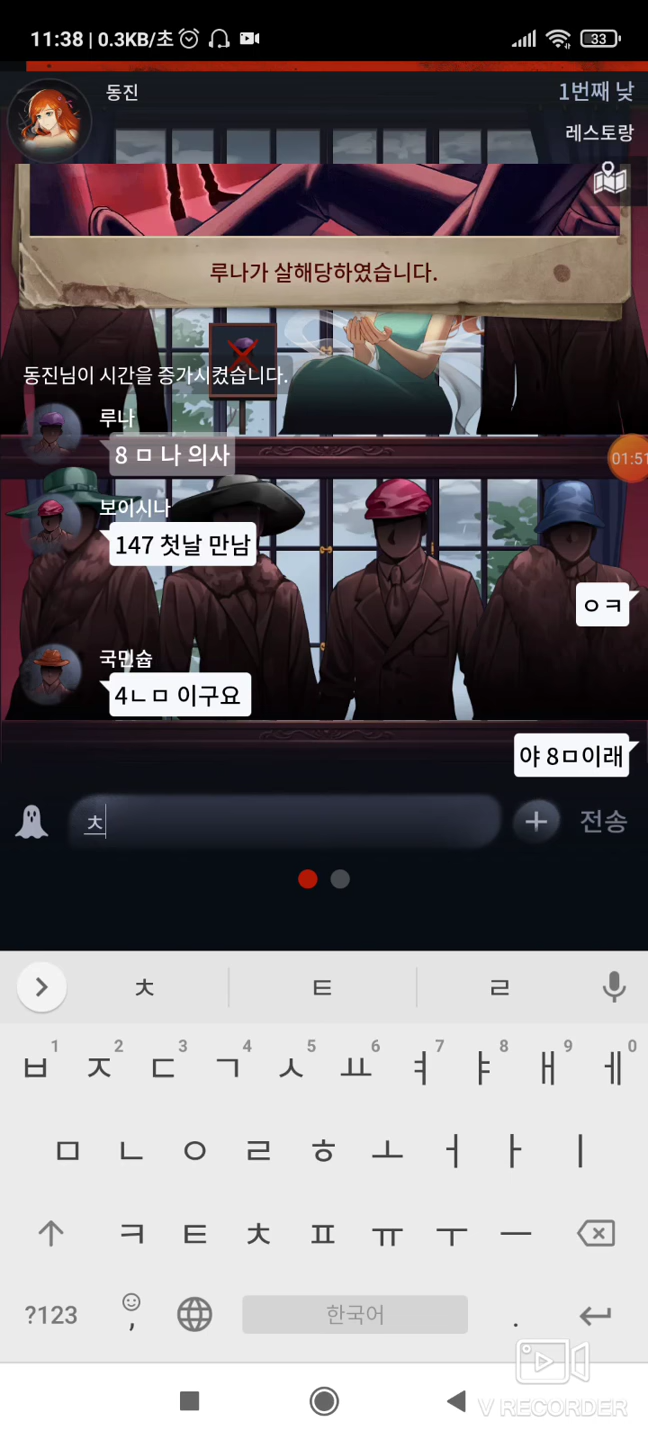 11:38 | 0.3KB/초
33
동진
1번째 낮
레스토랑
루나가 살해당하였습니다.
동진님이 시간을 증가시켰습니다.
루나
8 ㅁ 나 의사
01:51
보이시나
147 첫날 만남
ㅇㅋ
국민슙
4ㄴㅁ 이구요
야 8ㅁ이래
ㅊ
전송
ㅊ ㅌ ㄹ
1 2 3 4 5 6 7 8 9 0
ㅂ ㅈ ㄷ ㄱ ㅅ ㅛ ㅕ ㅑ ㅐ ㅔ
ㅁ ㄴ ㅇ ㄹ ㅎ ㅗ ㅓ ㅏ ㅣ
ㅋ ㅌ ㅊ ㅍ ㅠ ㅜ ㅡ
?123 , 한국어 .
V RECORDER